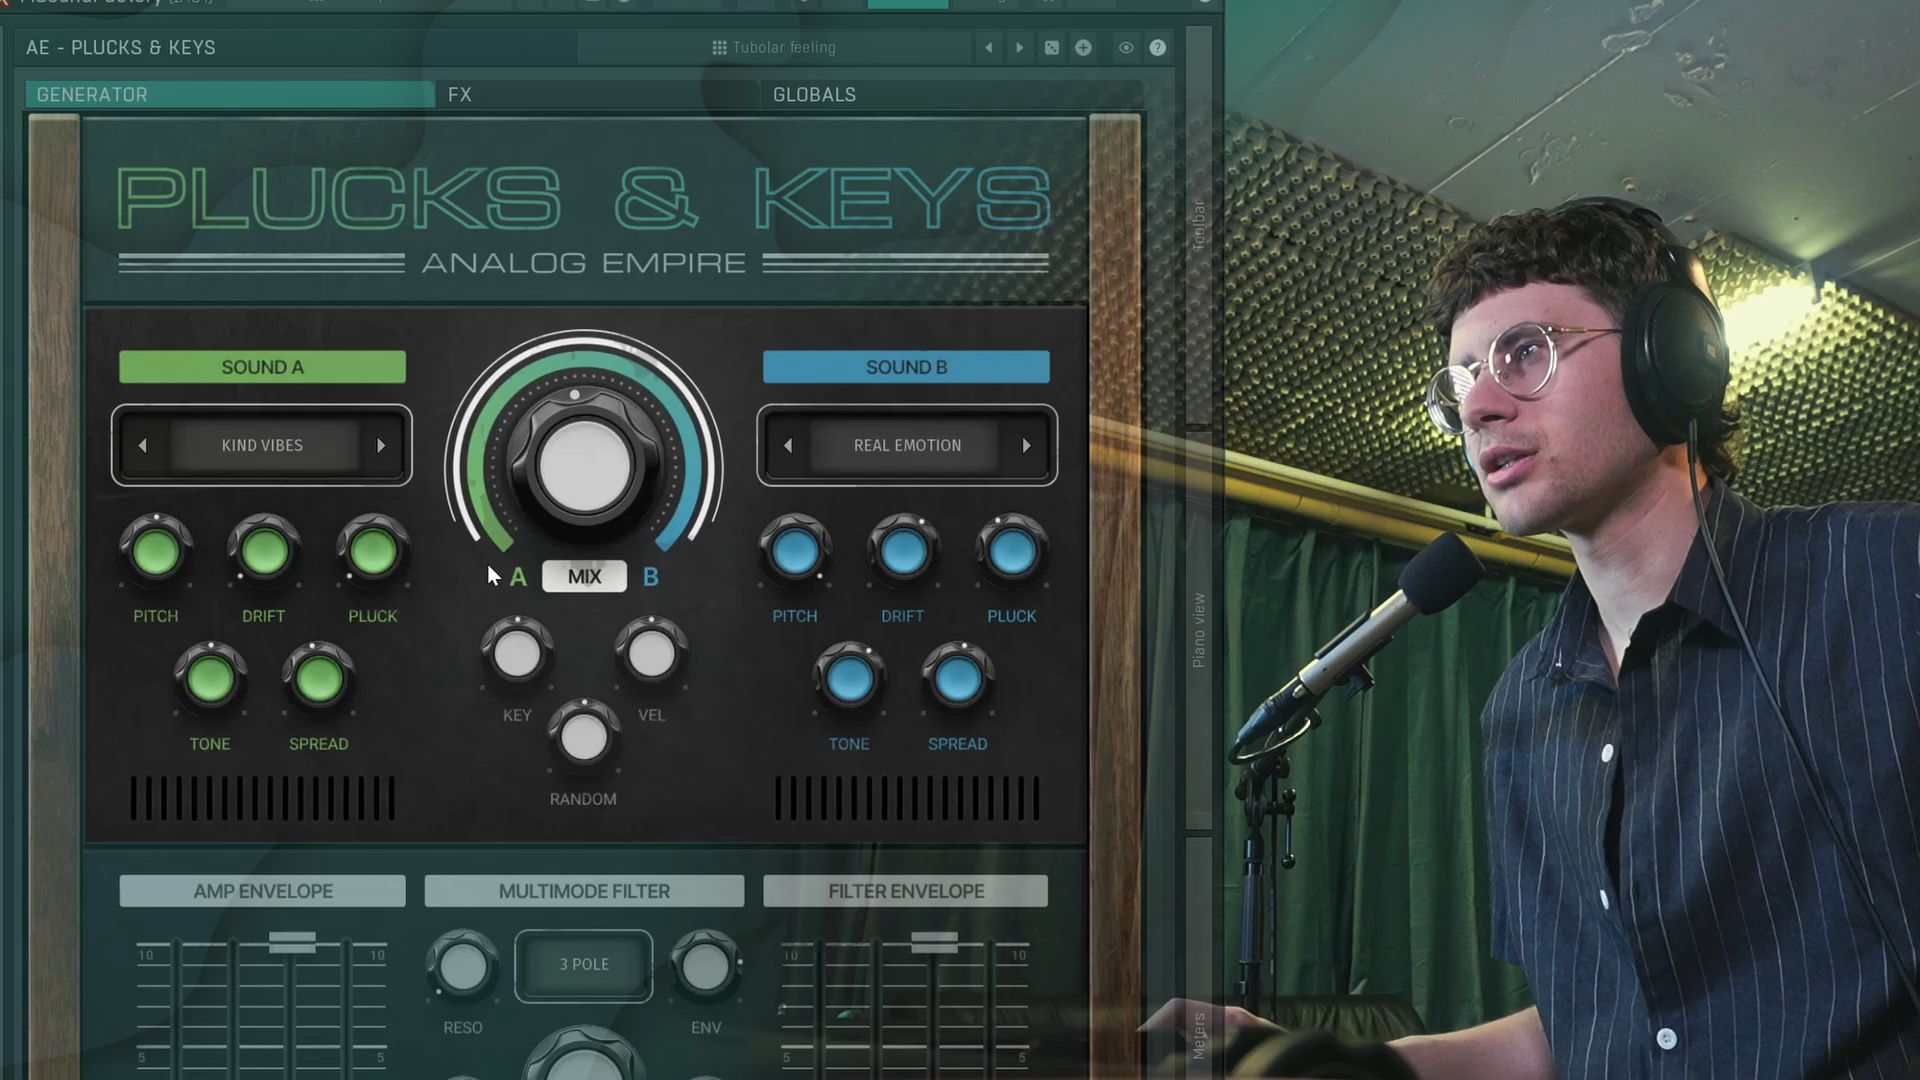 AE - PLUCKS & KEYS
Tubolar feeling
GENERATOR
FX
GLOBALS
PLUCKS & KEYS
ANALOG EMPIRE
SOUND A
SOUND B
KIND VIBES
REAL EMOTION
A MIX B
PITCH DRIFT PLUCK
PITCH DRIFT PLUCK
KEY VEL
TONE SPREAD
TONE SPREAD
RANDOM
AMP ENVELOPE
MULTIMODE FILTER
FILTER ENVELOPE
10 10
3 POLE
10 10
RESO
ENV
5 5
5 5
Toolbar
Piano view
Meters